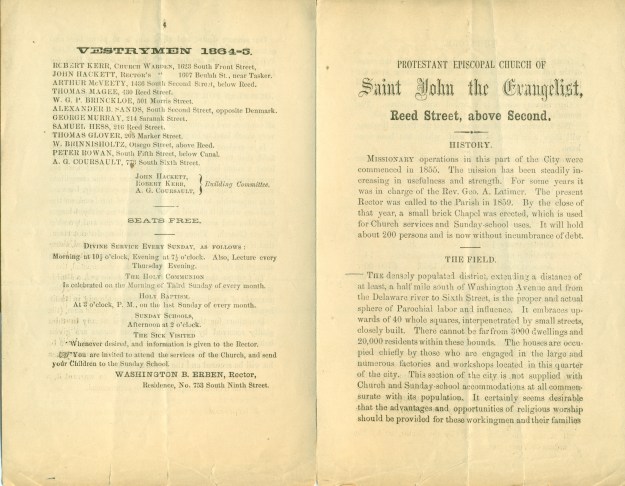 VESTRYMEN 1864-5.
ROBERT KERR, CHURCH WARDEN, 1623 South Front Street,
JOHN HACKETT, RECTOR'S " 1607 Beulah St., near Tasker.
ARTHUR McVEETY, 1433 South Second Street, below Reed.
THOMAS MAGEE, 430 Reed Street.
W. G. P. BRINCKLOE, 301 Morris Street.
ALEXANDER B. SANDS, South Second Street, opposite Denmark.
GEORGE MURRAY, 214 Saranak Street.
SAMUEL HESS, 216 Reed Street.
THOMAS GLOVER, 205 Marker Street.
W. BRINNISHOLTZ, Otsego Street, above Reed.
PETER ROWAN, South Fifth Street, below Canal.
A. G. COURSAULT, South Sixth Street.
JOHN HACKETT,
ROBERT KERR,
A. G. COURSAULT,
Building Committee.
SEATS FREE.
DIVINE SERVICE EVERY SUNDAY, AS FOLLOWS:
Morning at 10½ o'clock, Evening at 7½ o'clock. Also, Lecture every
Thursday Evening.
THE HOLY COMMUNION
Is celebrated on the Morning of Third Sunday of every month.
HOLY BAPTISM.
At o'clock, P. M., on the last Sunday of every month.
SUNDAY SCHOOLS,
Afternoon at 2 o'clock.
THE SICK VISITED
Whenever desired, and information is given to the Rector.
You are invited to attend the services of the Church, and send
your Children to the Sunday School.
WASHINGTON B. ERBEN, Rector,
Residence, No. 753 South Ninth Street.
PROTESTANT EPISCOPAL CHURCH OF
Saint John the Evangelist,
Reed Street, above Second.
HISTORY.
MISSIONARY operations in this part of the City were
commenced in 1855. The mission has been steadily in-
creasing in usefulness and strength. For some years it
was in charge of the Rev. Geo. A. Latimer. The present
Rector was called to the Parish in 1859. By the close of
that year, a small brick Chapel was erected, which is used
for Church services and Sunday-school uses. It will hold
about 200 persons and is now without incumbrance of debt.
THE FIELD.
THE densely populated district, extending a distance of
at least, a half mile south of Washington Avenue and from
the Delaware river to Sixth Street, is the proper and actual
sphere of Parochial labor and influence. It embraces up-
wards of 40 whole squares, interpenetrated by small streets,
closely built. There cannot be far from 3000 dwellings and
20,000 residents within these bounds. The houses are oc-
cupied chiefly by those who are engaged in the large and
numerous factories and workshops located in this quarter
of the city. This section of the city is not supplied with
Church and Sunday-school accommodations at all commen-
surate with its population. It certainly seems desirable
that the advantages and opportunities of religious worship
should be provided for these workingmen and their families